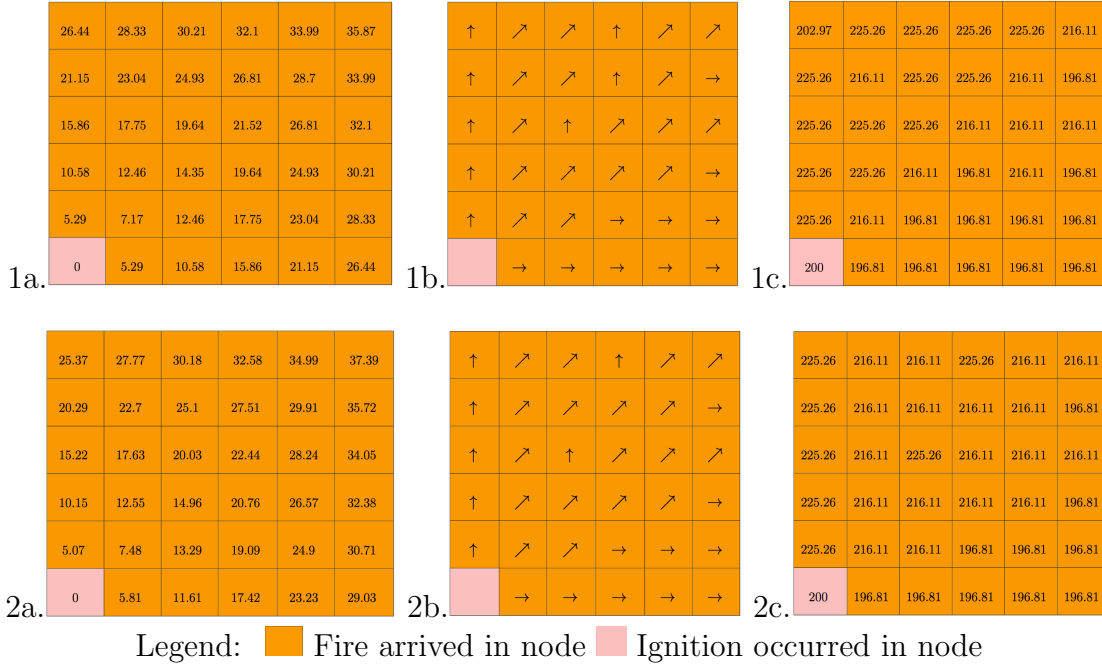 26.44 28.33 30.21 32.1 33.99 35.87
21.15 23.04 24.93 26.81 28.7 33.99
15.86 17.75 19.64 21.52 26.81 32.1
10.58 12.46 14.35 19.64 24.93 30.21
5.29 7.17 12.46 17.75 23.04 28.33
0 5.29 10.58 15.86 21.15 26.44
1a.
↑ ↗ ↗ ↑ ↗ ↗
↑ ↗ ↗ ↑ ↗ →
↑ ↗ ↑ ↗ ↗ ↗
↑ ↗ ↗ ↗ ↗ →
↑ ↗ ↗ → → →
→ → → → →
1b.
202.97 225.26 225.26 225.26 225.26 216.11
225.26 216.11 225.26 225.26 216.11 196.81
225.26 225.26 225.26 216.11 216.11 216.11
225.26 225.26 216.11 196.81 216.11 196.81
225.26 216.11 196.81 196.81 196.81 196.81
200 196.81 196.81 196.81 196.81 196.81
1c.
25.37 27.77 30.18 32.58 34.99 37.39
20.29 22.7 25.1 27.51 29.91 35.72
15.22 17.63 20.03 22.44 28.24 34.05
10.15 12.55 14.96 20.76 26.57 32.38
5.07 7.48 13.29 19.09 24.9 30.71
0 5.81 11.61 17.42 23.23 29.03
2a.
↑ ↗ ↗ ↑ ↗ ↗
↑ ↗ ↗ ↗ ↗ →
↑ ↗ ↑ ↗ ↗ ↗
↑ ↗ ↗ ↗ ↗ →
↑ ↗ ↗ → → →
→ → → → →
2b.
225.26 216.11 216.11 225.26 216.11 216.11
225.26 216.11 216.11 216.11 216.11 196.81
225.26 216.11 225.26 216.11 216.11 216.11
225.26 216.11 216.11 216.11 216.11 196.81
225.26 216.11 216.11 196.81 196.81 196.81
200 196.81 196.81 196.81 196.81 196.81
2c.
Legend: Fire arrived in node Ignition occurred in node